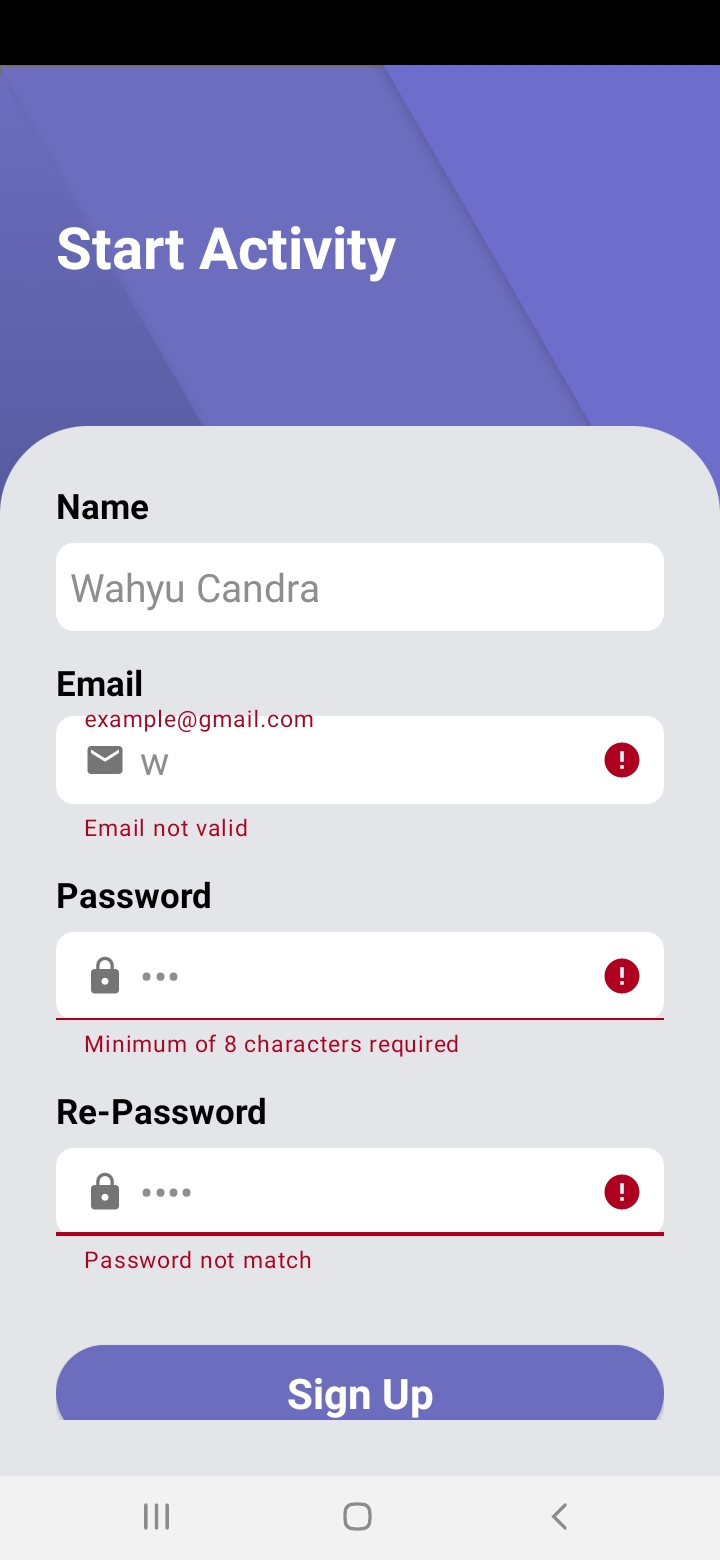 Start Activity
Name
Wahyu Candra
Email
example@gmail.com
w
Email not valid
Password
•••
Minimum of 8 characters required
Re-Password
••••
Password not match
Sign Up